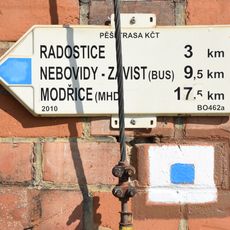 PĚŠÍ TRASA KČT
RADOSTICE 3 km
NEBOVIDY - ZÁVIST (BUS) 9,5 km
MODŘICE (MHD) 17,5 km
2010 BO462a